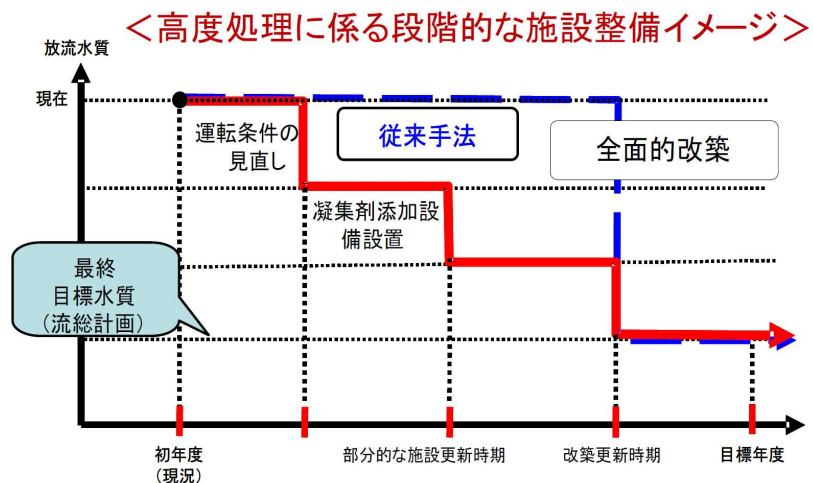 ＜高度処理に係る段階的な施設整備イメージ＞
放流水質
現在
運転条件の
見直し
従来手法
全面的改築
凝集剤添加設
備設置
最終
目標水質
（流総計画）
初年度
（現況）
部分的な施設更新時期
改築更新時期
目標年度